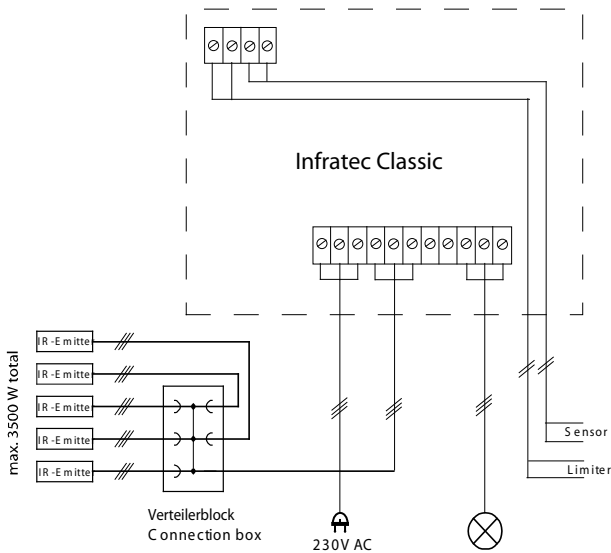 Infratec Classic
max. 3500 W total
IR-Emitte
IR-Emitte
IR-Emitte
IR-Emitte
IR-Emitte
Sensor
Limiter
Verteilerblock
Connection box
230V AC